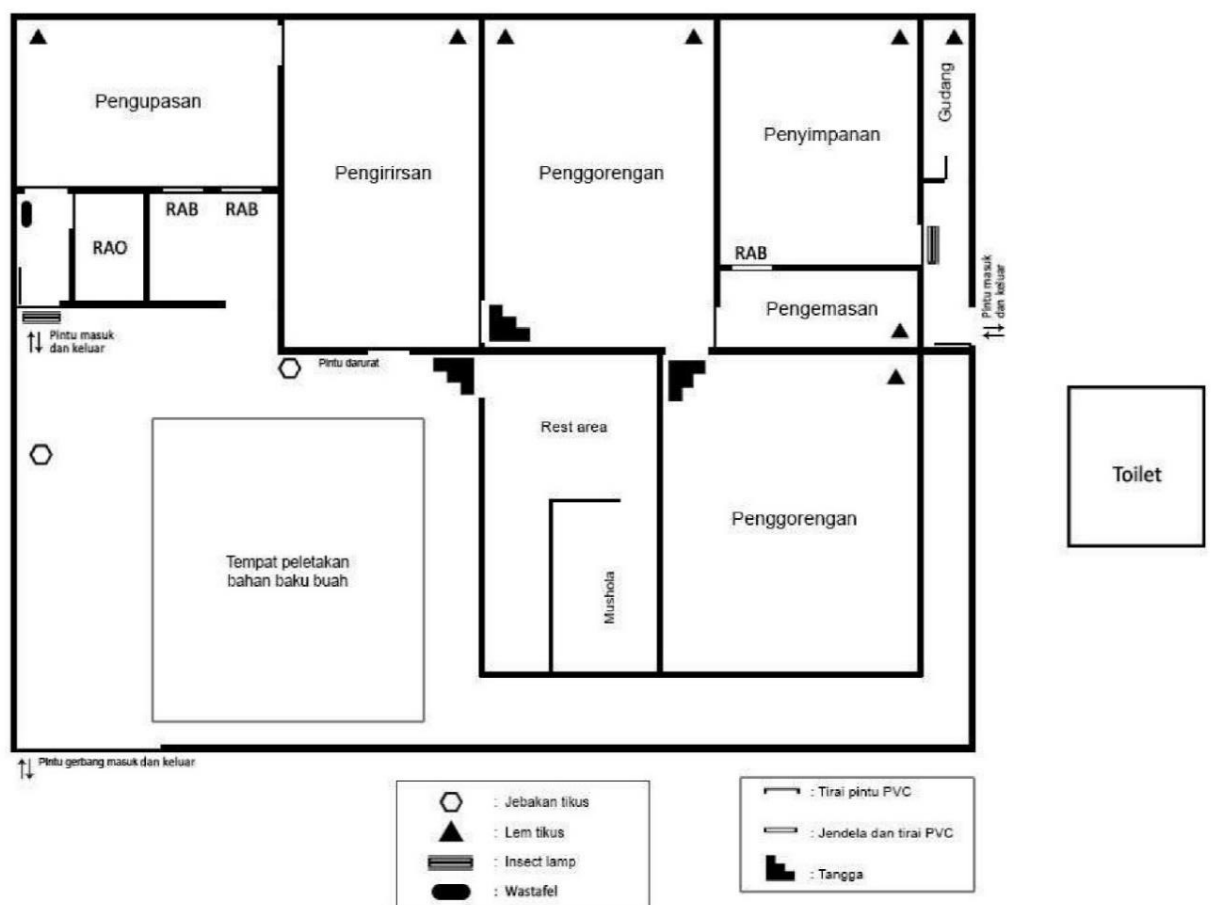 Pengupasan
Pengirirsan
Penggorengan
Penyimpanan
Gudang
RAB
RAB
RAO
RAB
Pengemasan
Pintu masuk
dan keluar
Pintu masuk
dan keluar
Pintu darurat
Rest area
Mushola
Penggorengan
Toilet
Tempat peletakan
bahan baku buah
Pintu gerbang masuk dan keluar
: Jebakan tikus
: Lem tikus
: Insect lamp
: Wastafel
: Tirai pintu PVC
: Jendela dan tirai PVC
: Tangga